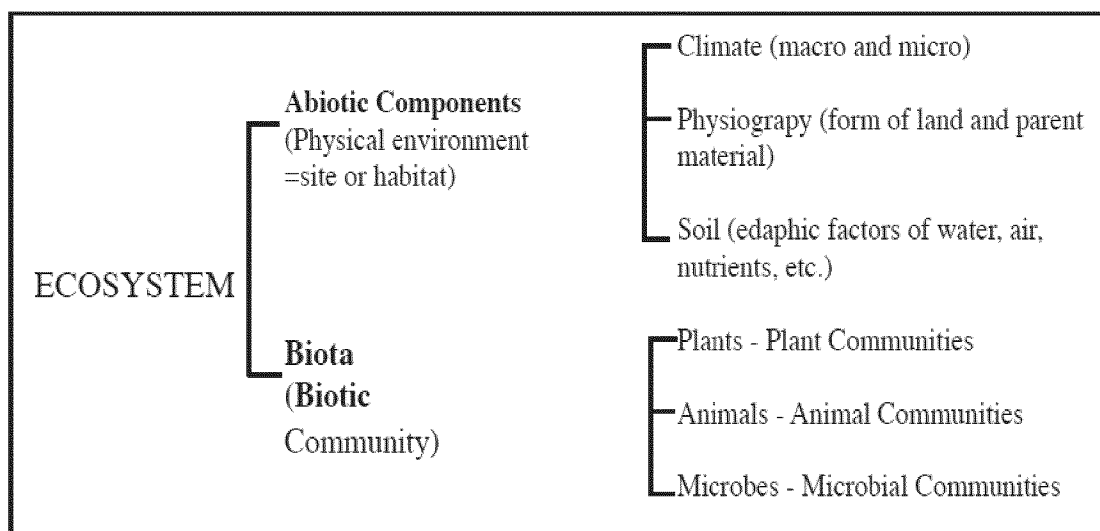 ECOSYSTEM
Abiotic Components
(Physical environment
=site or habitat)
Climate (macro and micro)
Physiograpy (form of land and parent
material)
Soil (edaphic factors of water, air,
nutrients, etc.)
Biota
(Biotic
Community)
Plants - Plant Communities
Animals - Animal Communities
Microbes - Microbial Communities